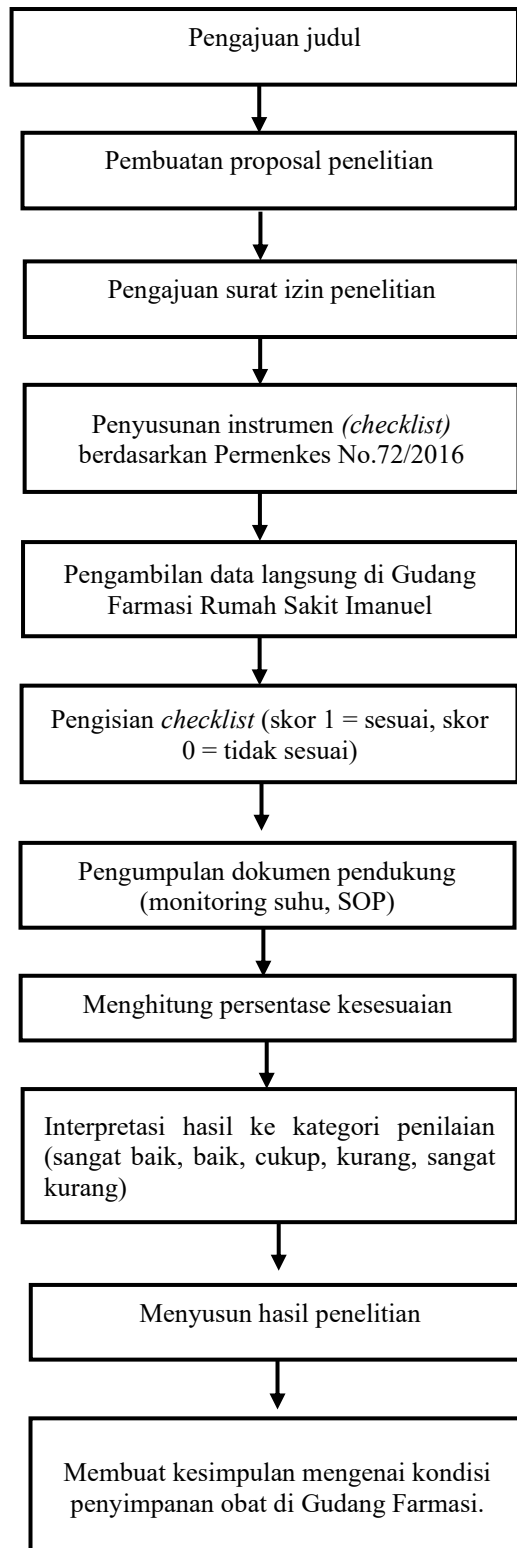 Pengajuan judul
Pembuatan proposal penelitian
Pengajuan surat izin penelitian
Penyusunan instrumen (checklist)
berdasarkan Permenkes No.72/2016
Pengambilan data langsung di Gudang
Farmasi Rumah Sakit Imanuel
Pengisian checklist (skor 1 = sesuai, skor
0 = tidak sesuai)
Pengumpulan dokumen pendukung
(monitoring suhu, SOP)
Menghitung persentase kesesuaian
Interpretasi hasil ke kategori penilaian
(sangat baik, baik, cukup, kurang, sangat
kurang)
Menyusun hasil penelitian
Membuat kesimpulan mengenai kondisi
penyimpanan obat di Gudang Farmasi.